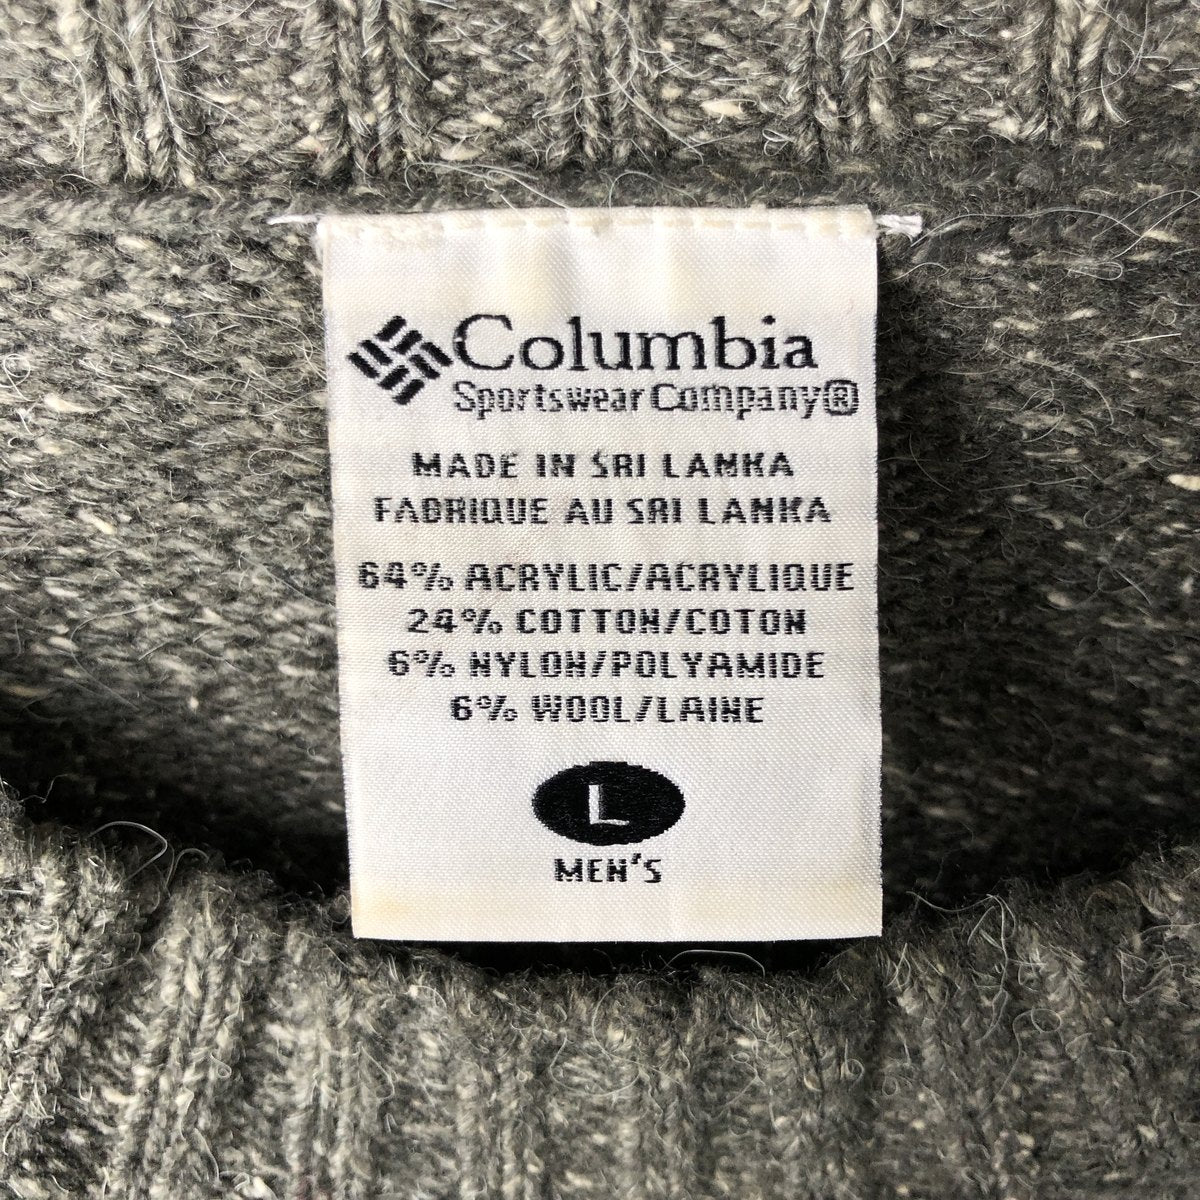 Columbia
Sportswear Company®
MADE IN SRI LANKA
FABRIQUE AU SRI LANKA
64% ACRYLIC/ACRYLIQUE
24% COTTON/COTON
6% NYLON/POLYAMIDE
6% WOOL/LAINE
L
MEN'S